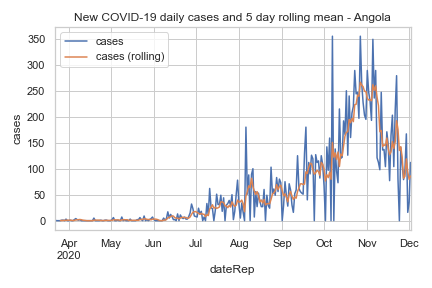 New COVID-19 daily cases and 5 day rolling mean - Angola
cases
cases (rolling)
350
300
250
200
150
100
50
0
cases
Apr May Jun Jul Aug Sep Oct Nov Dec
2020
dateRep